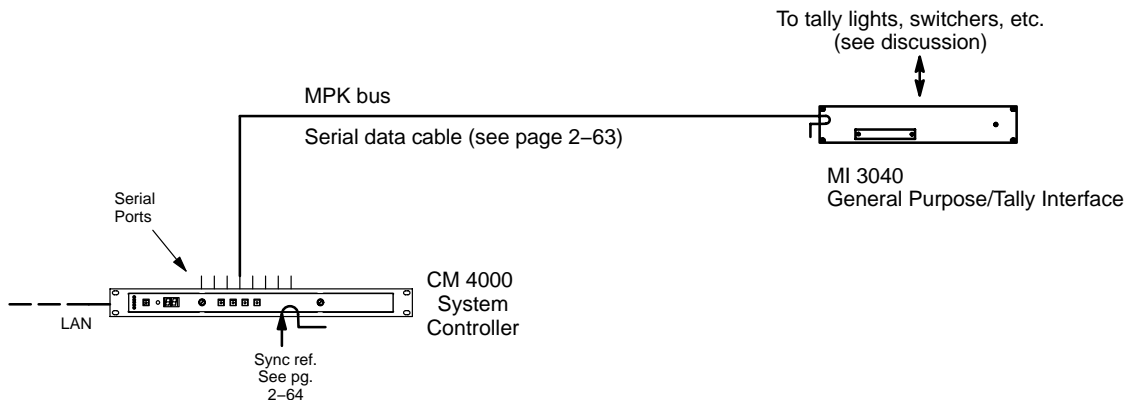 To tally lights, switchers, etc.
(see discussion)
MPK bus
Serial data cable (see page 2–63)
MI 3040
General Purpose/Tally Interface
Serial
Ports
CM 4000
System
Controller
LAN
Sync ref.
See pg.
2–64